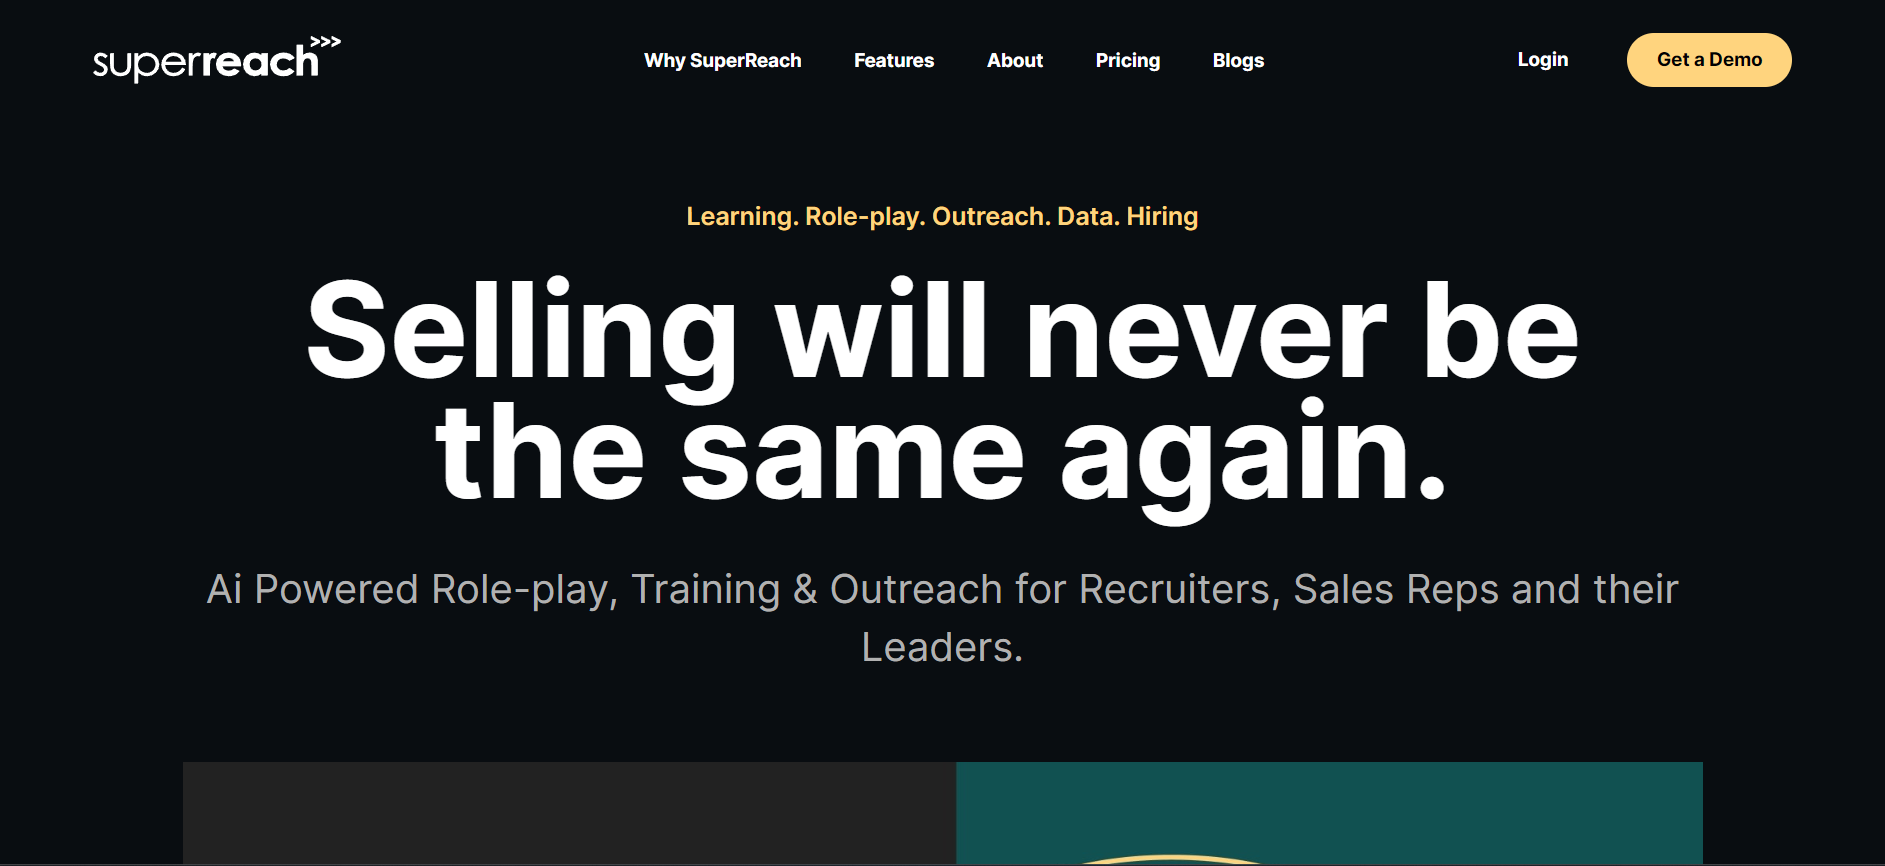 superreach>>>
Why SuperReach
Features
About
Pricing
Blogs
Login
Get a Demo
Learning. Role-play. Outreach. Data. Hiring
Selling will never be
the same again.
Ai Powered Role-play, Training & Outreach for Recruiters, Sales Reps and their
Leaders.